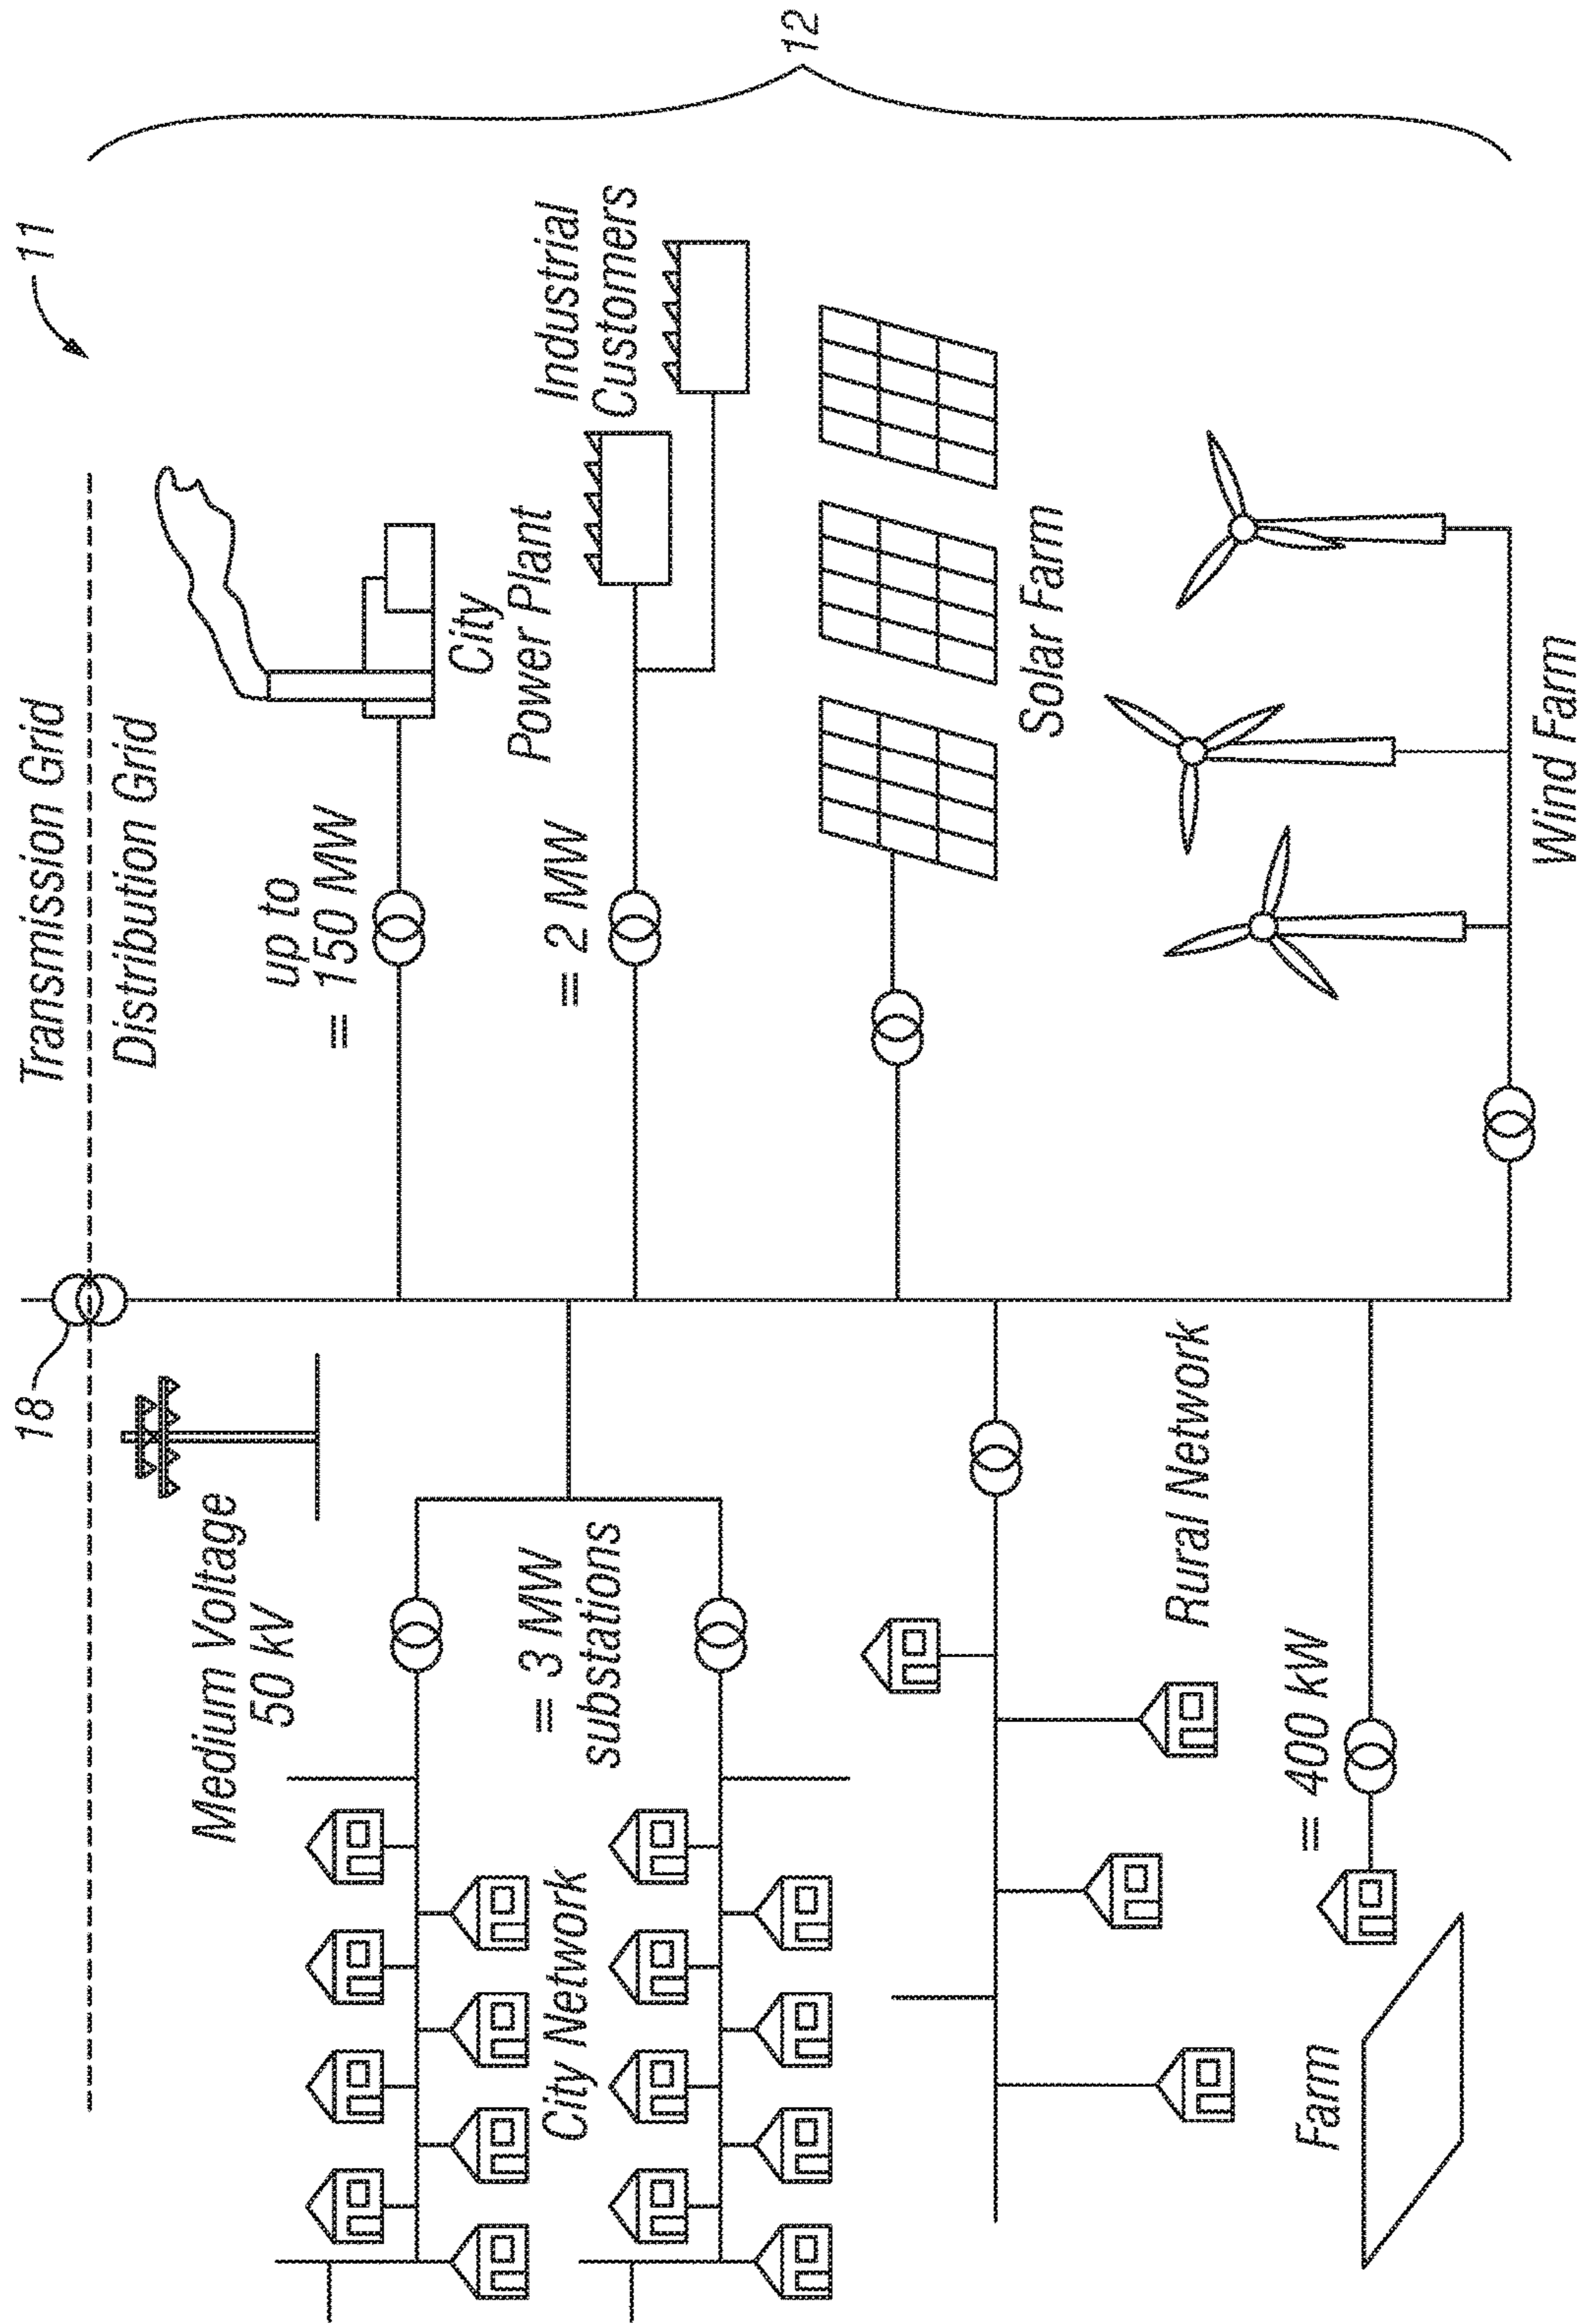 11
Transmission Grid
Distribution Grid
18
Medium Voltage
50 kV
up to
= 150 MW
City
Power Plant
= 2 MW
Industrial
Customers
= 3 MW
substations
City Network
Solar Farm
Rural Network
= 400 kW
Farm
Wind Farm
12